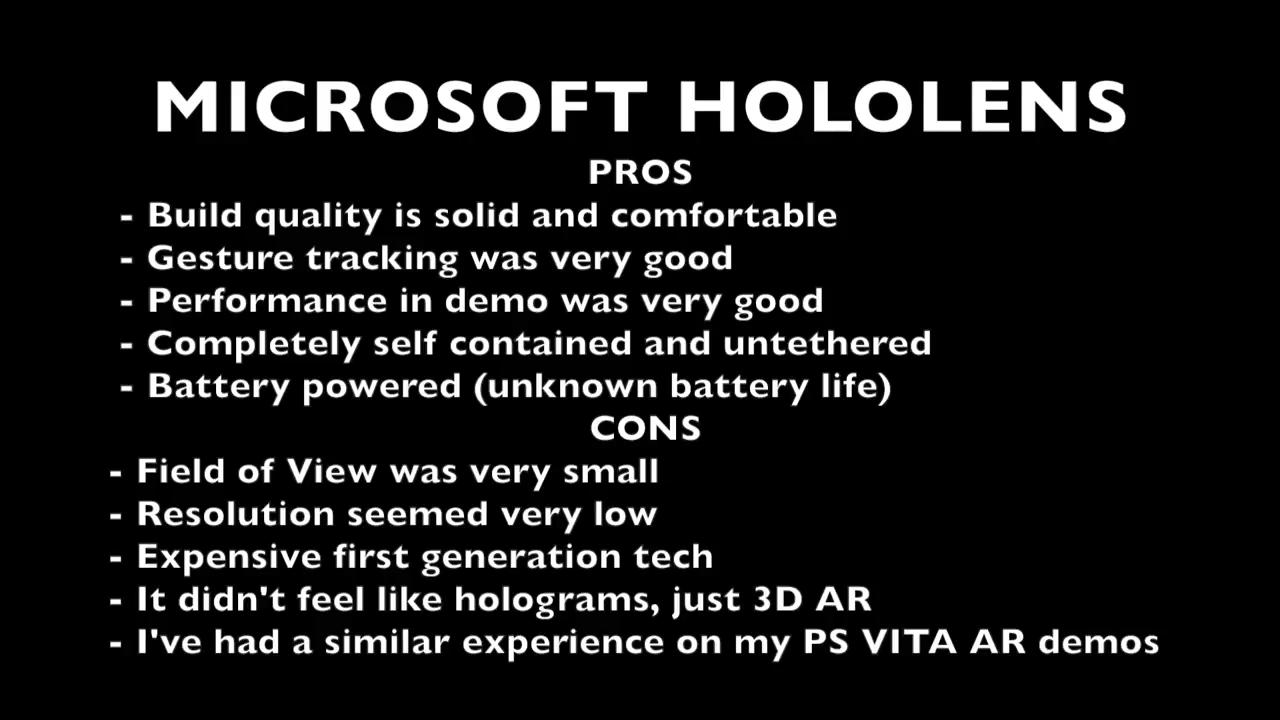 MICROSOFT HOLOLENS
PROS
- Build quality is solid and comfortable
- Gesture tracking was very good
- Performance in demo was very good
- Completely self contained and untethered
- Battery powered (unknown battery life)
CONS
- Field of View was very small
- Resolution seemed very low
- Expensive first generation tech
- It didn't feel like holograms, just 3D AR
- I've had a similar experience on my PS VITA AR demos